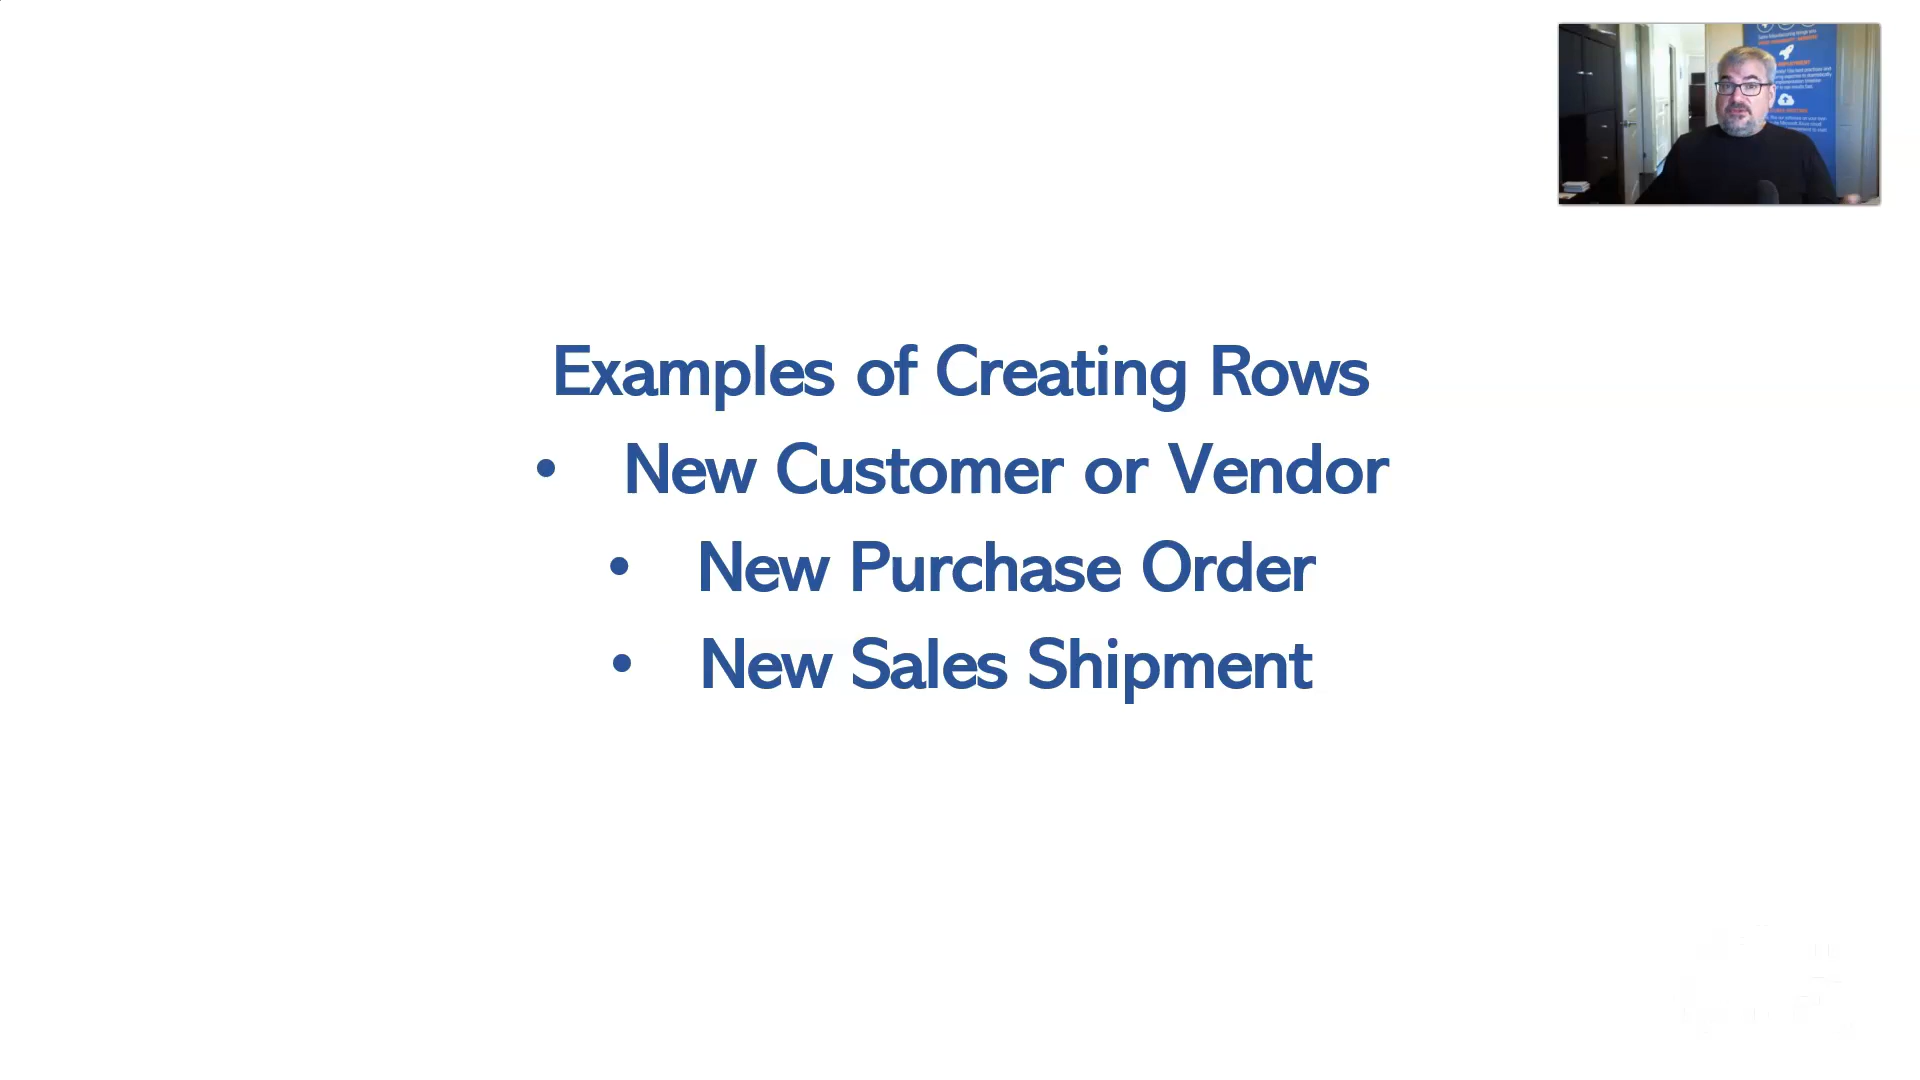 Examples of Creating Rows
• New Customer or Vendor
• New Purchase Order
• New Sales Shipment